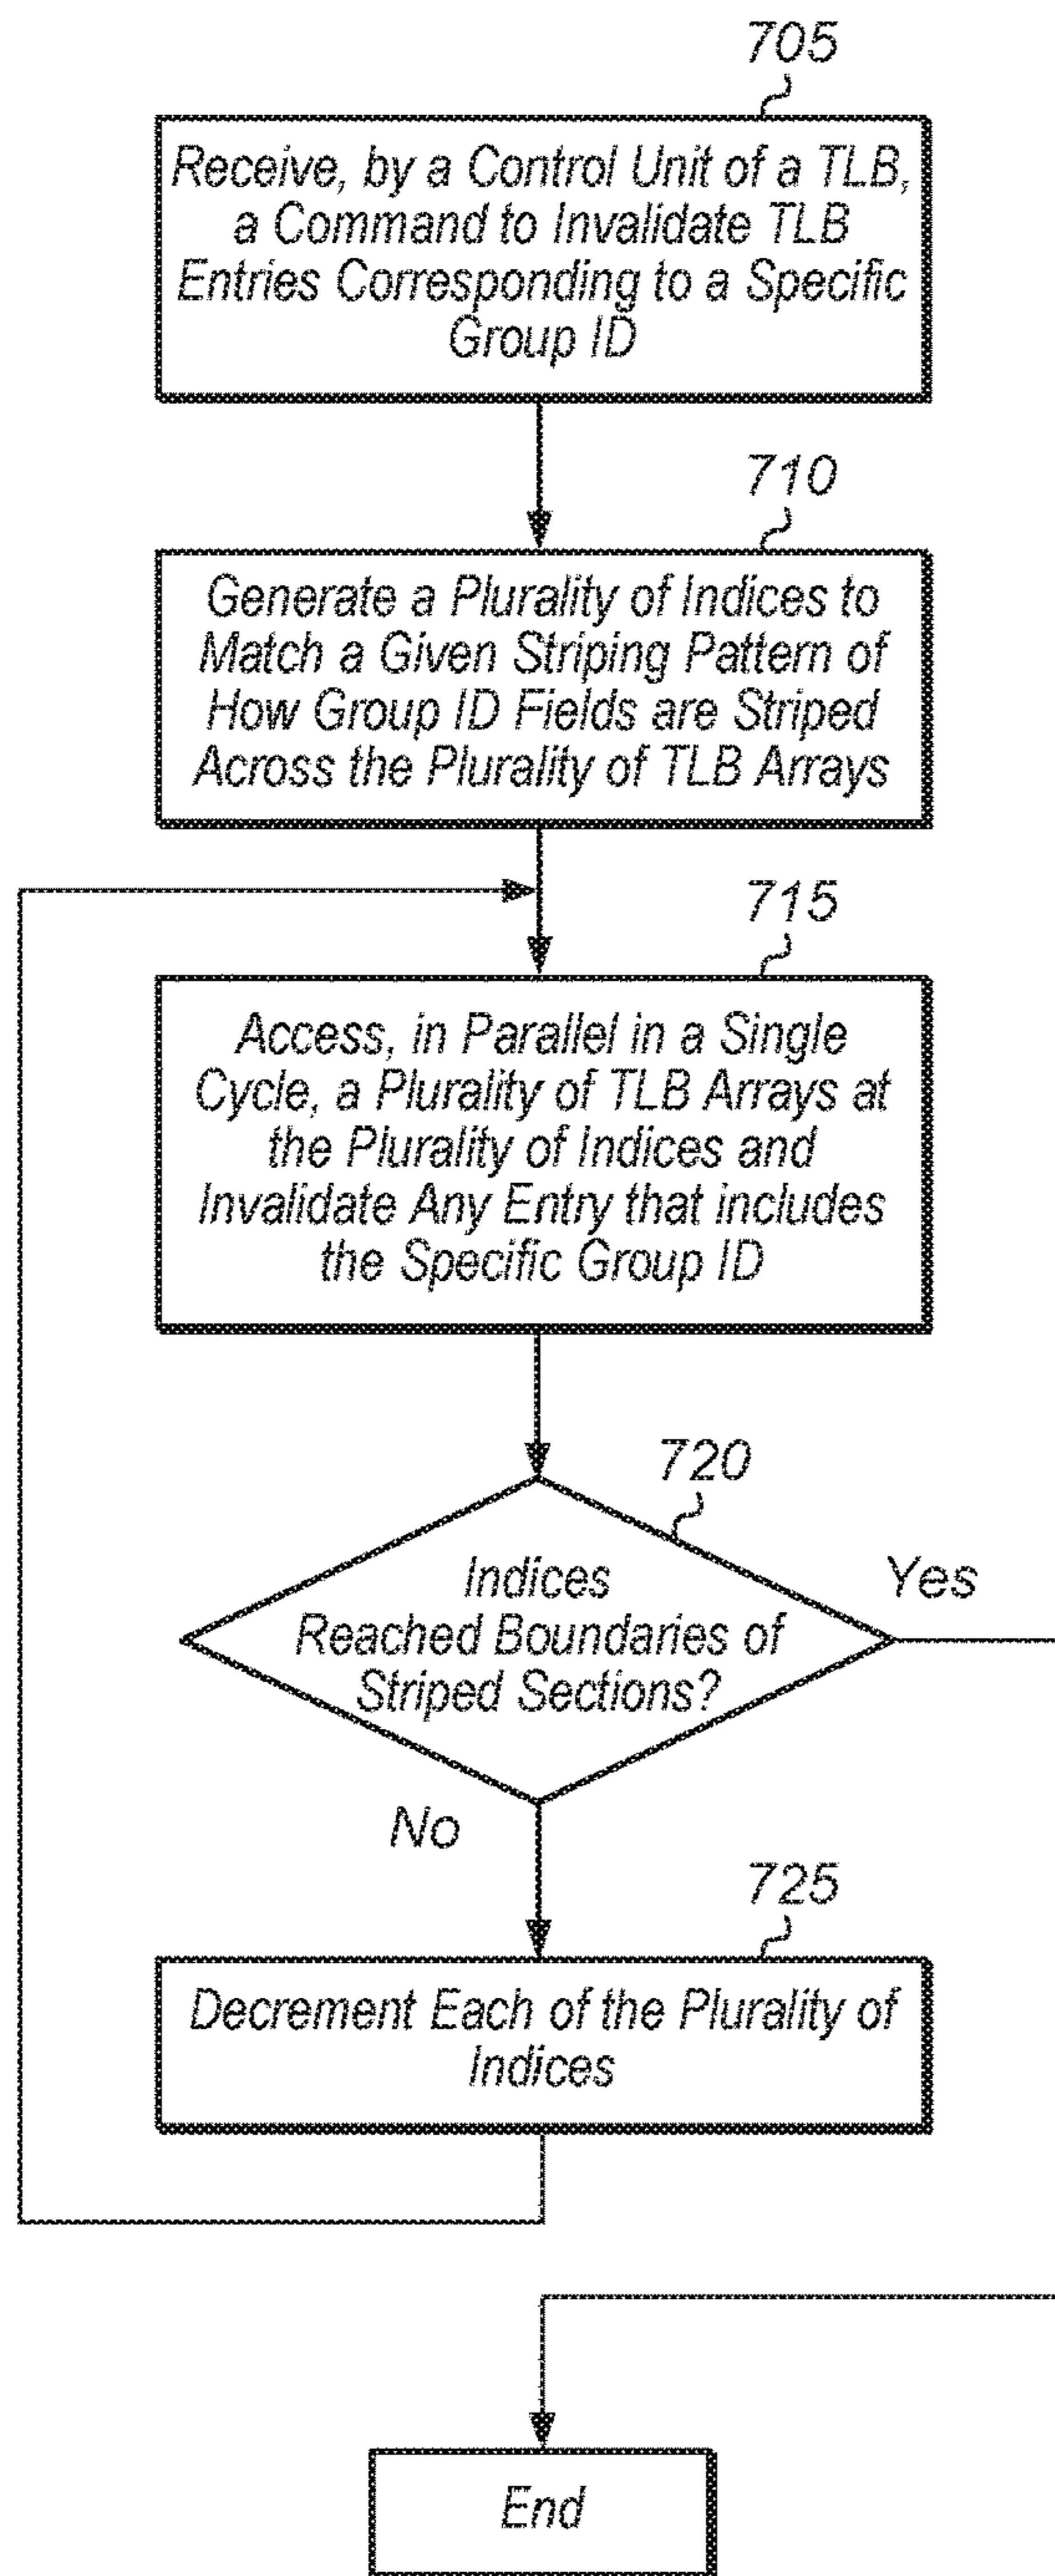 705
Receive, by a Control Unit of a TLB,
a Command to Invalidate TLB
Entries Corresponding to a Specific
Group ID
710
Generate a Plurality of Indices to
Match a Given Striping Pattern of
How Group ID Fields are Striped
Across the Plurality of TLB Arrays
715
Access, in Parallel in a Single
Cycle, a Plurality of TLB Arrays at
the Plurality of Indices and
Invalidate Any Entry that includes
the Specific Group ID
720
Indices
Reached Boundaries of
Striped Sections?
Yes
No
725
Decrement Each of the Plurality of
Indices
End